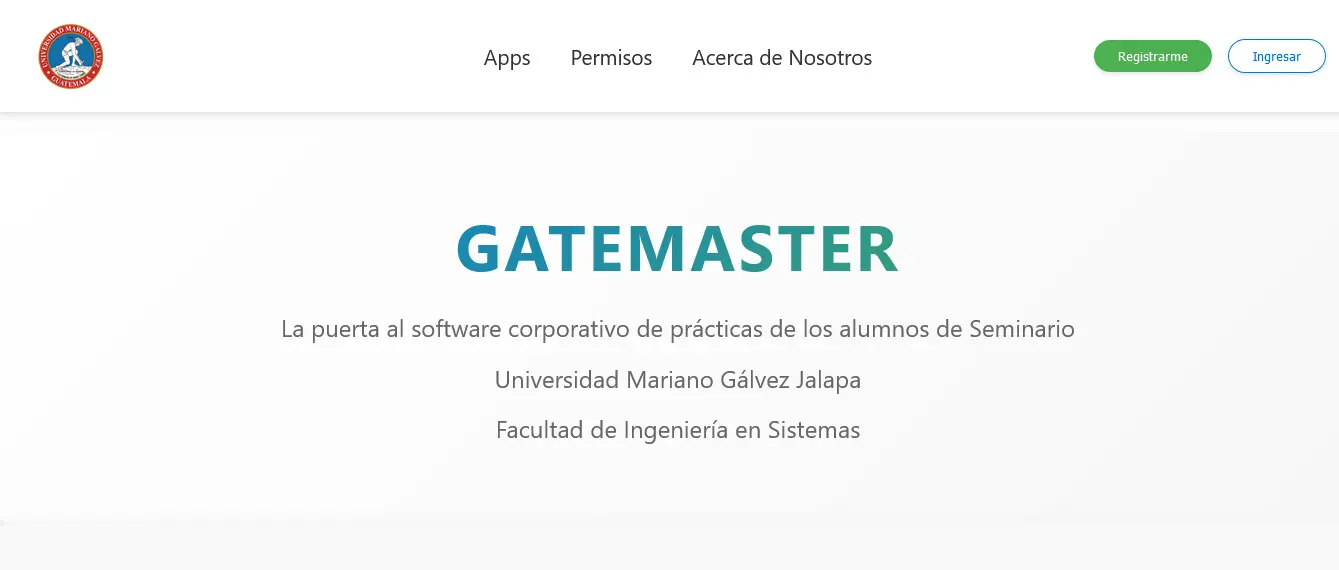 UNIVERSIDAD MARIANO GALVEZ
GUATEMALA
Apps
Permisos
Acerca de Nosotros
Registrarme
Ingresar
GATEMASTER
La puerta al software corporativo de prácticas de los alumnos de Seminario
Universidad Mariano Gálvez Jalapa
Facultad de Ingeniería en Sistemas